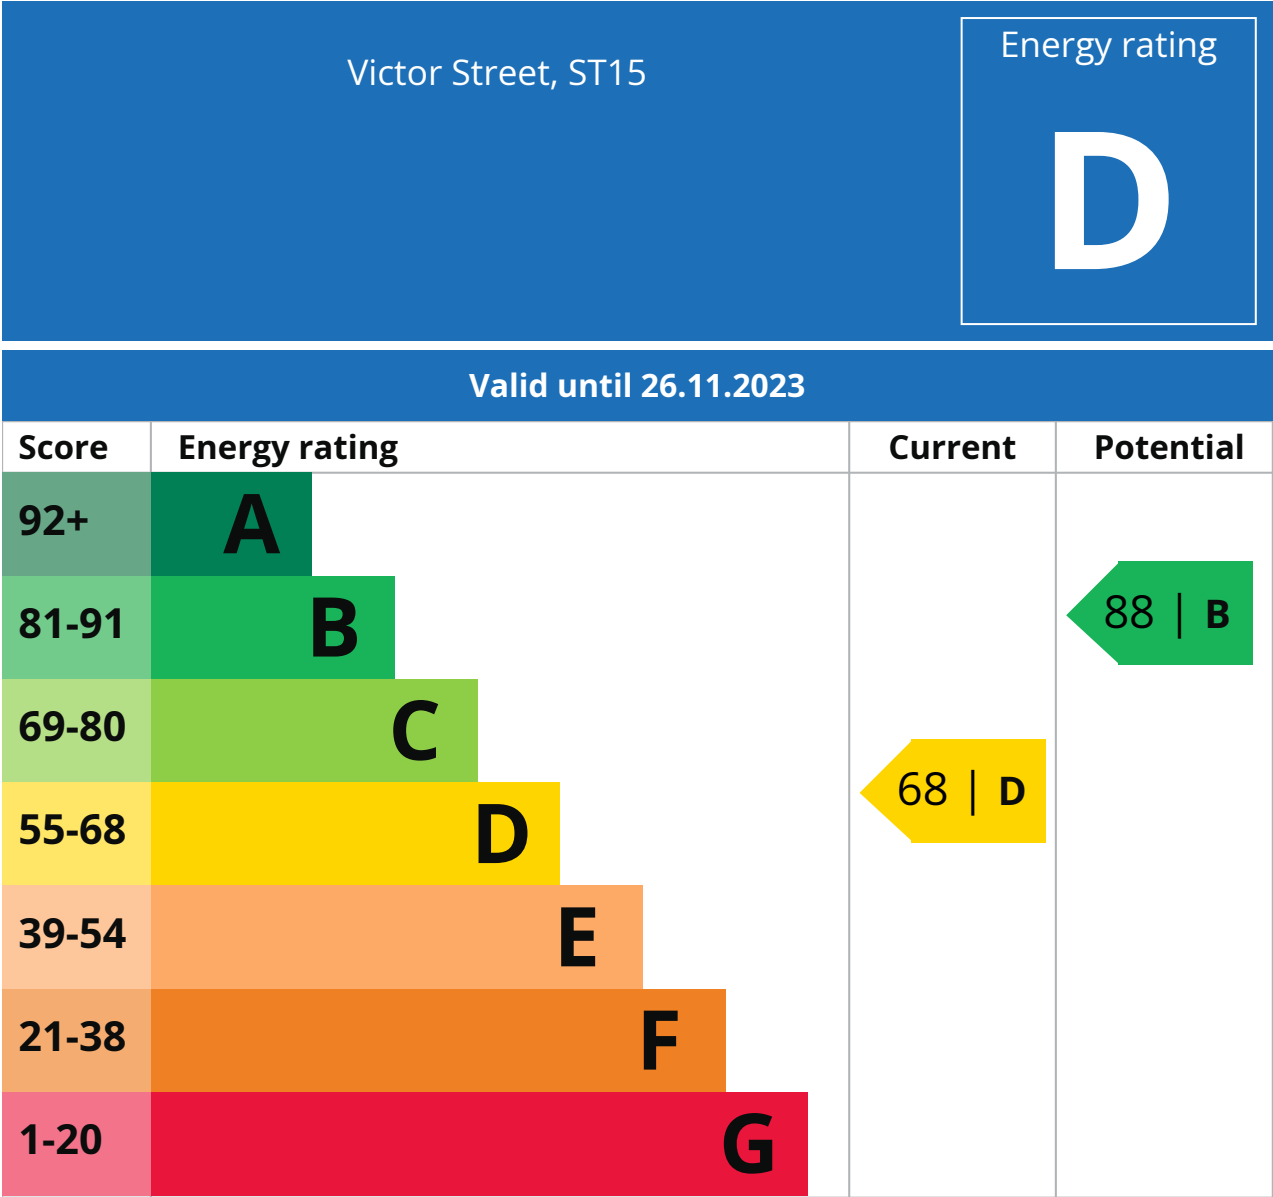 Victor Street, ST15
Energy rating
D
Valid until 26.11.2023
Score Energy rating Current Potential
92+ A
81-91 B 88 | B
69-80 C
55-68 D 68 | D
39-54 E
21-38 F
1-20 G